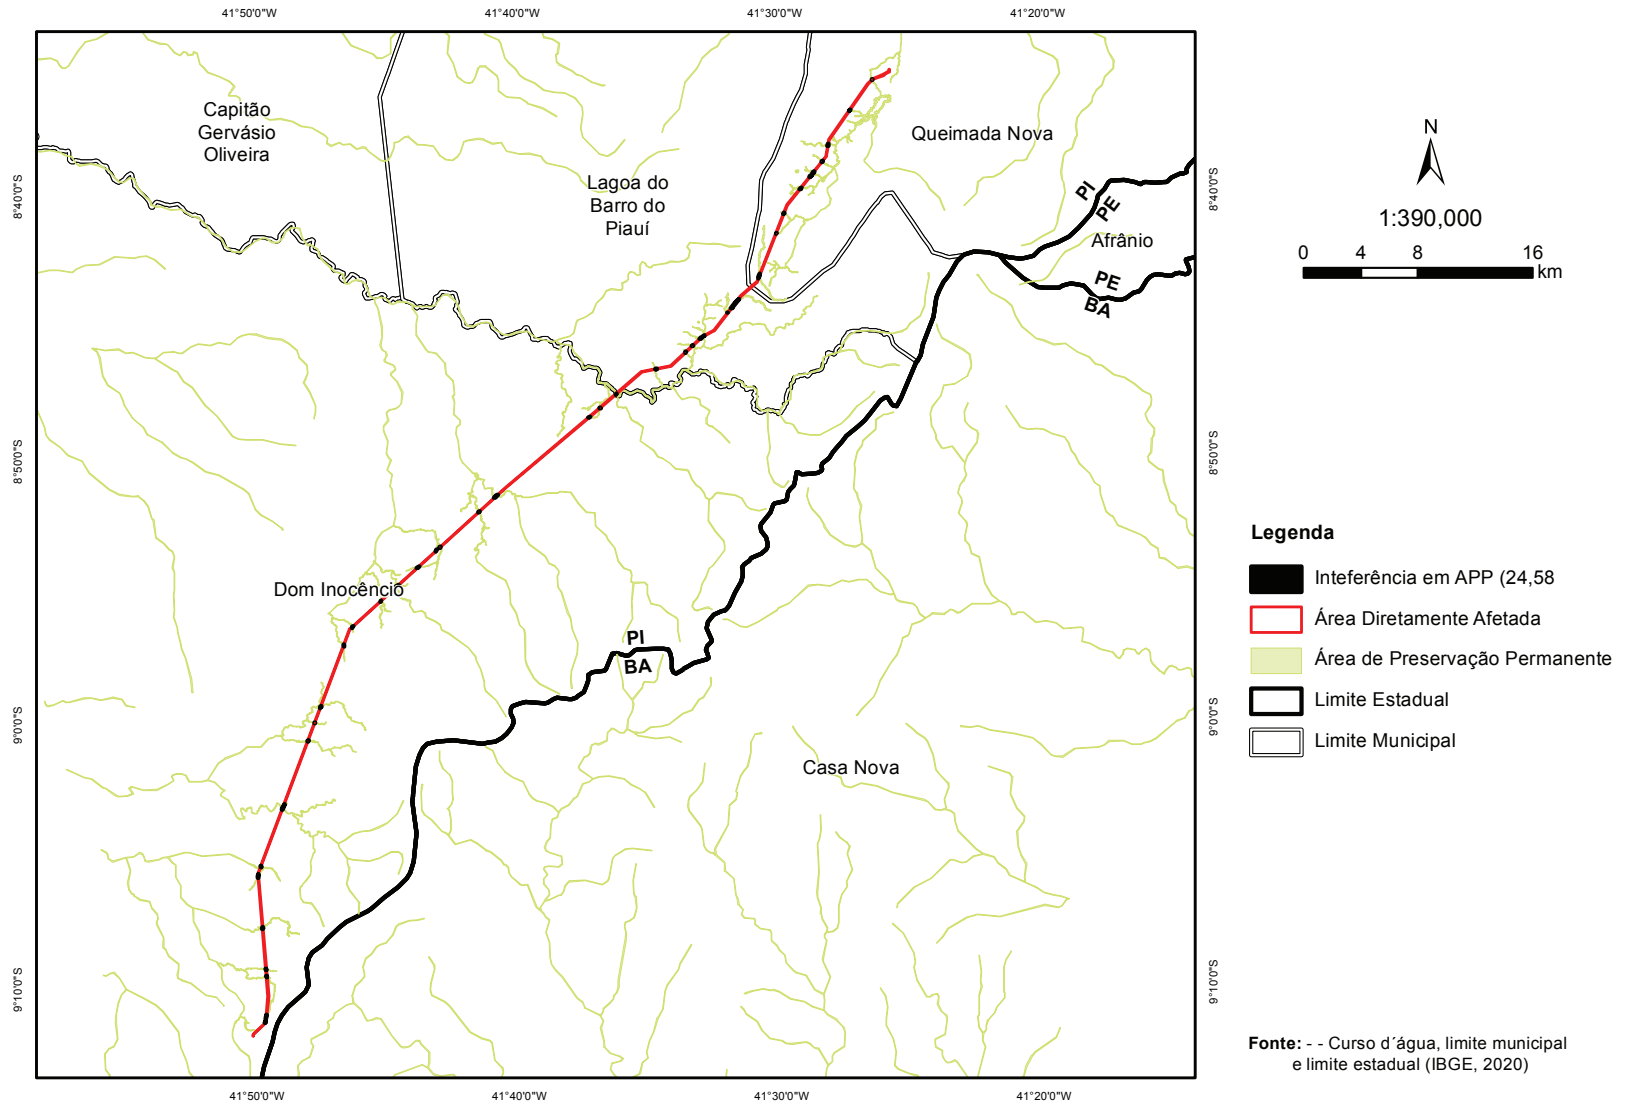 41°50'0"W
41°40'0"W
41°30'0"W
41°20'0"W
Capitão
Gervásio
Oliveira
Queimada Nova
Lagoa do
Barro do
Piauí
8°40'0"S
8°40'0"S
PI
PE
Afrânio
PE
BA
N
1:390,000
0 4 8 16
km
8°50'0"S
8°50'0"S
Dom Inocêncio
PI
BA
9°0'0"S
9°0'0"S
Casa Nova
9°10'0"S
9°10'0"S
Legenda
Inteferência em APP (24,58
Área Diretamente Afetada
Área de Preservação Permanente
Limite Estadual
Limite Municipal
Fonte: - - Curso d´água, limite municipal
e limite estadual (IBGE, 2020)
41°50'0"W
41°40'0"W
41°30'0"W
41°20'0"W